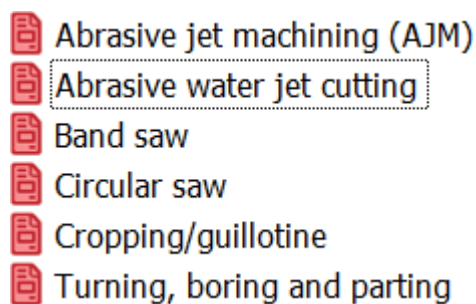 Abrasive jet machining (AJM)
Abrasive water jet cutting
Band saw
Circular saw
Cropping/guillotine
Turning, boring and parting